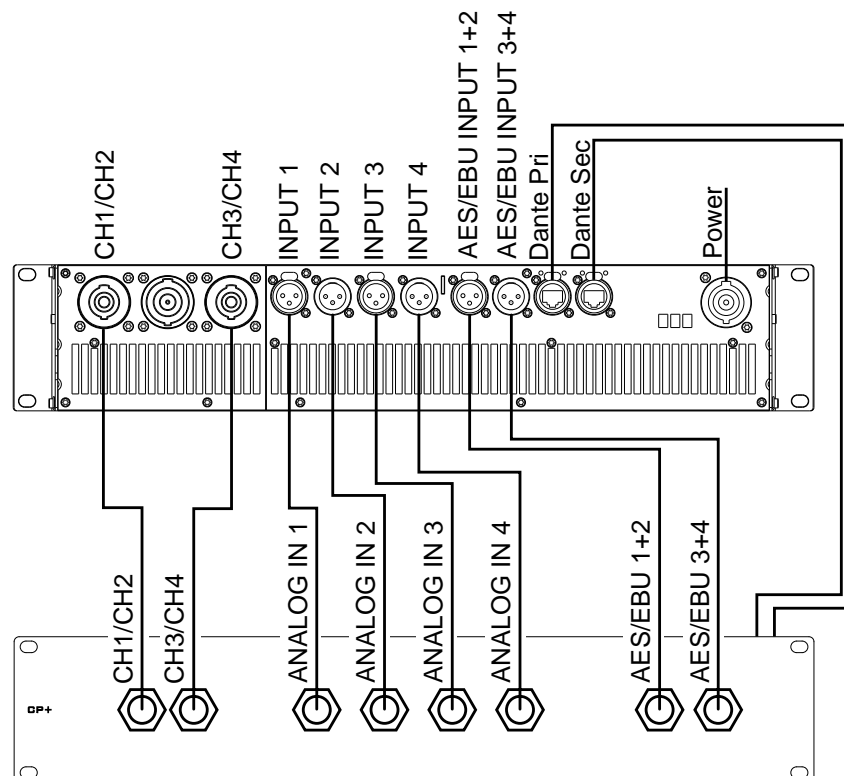 CH1/CH2
CH3/CH4
INPUT 1
INPUT 2
INPUT 3
INPUT 4
AES/EBU INPUT 1+2
AES/EBU INPUT 3+4
Dante Pri
Dante Sec
Power
CH1/CH2
CH3/CH4
ANALOG IN 1
ANALOG IN 2
ANALOG IN 3
ANALOG IN 4
AES/EBU 1+2
AES/EBU 3+4
CP+